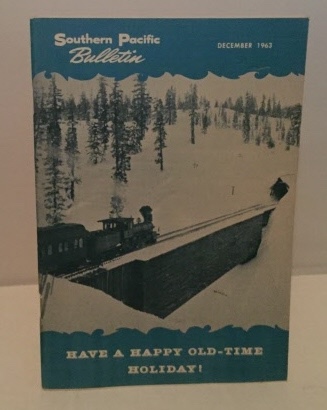 Southern Pacific
Bulletin
DECEMBER 1963
HAVE A HAPPY OLD-TIME
HOLIDAY!